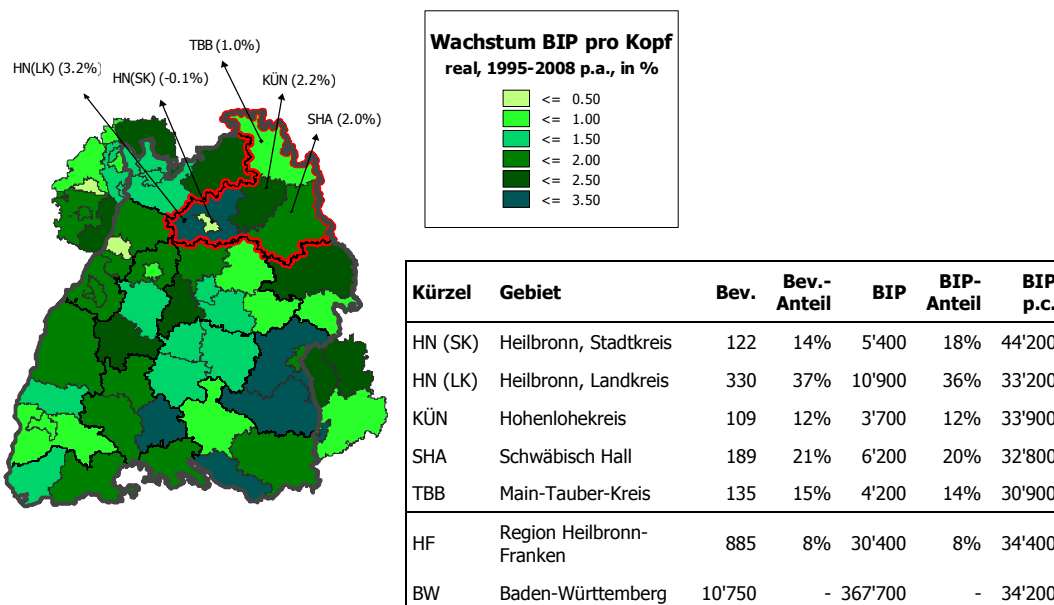 TBB (1.0%)
HN(LK) (3.2%)
HN(SK) (-0.1%)
KÜN (2.2%)
SHA (2.0%)
Wachstum BIP pro Kopf
real, 1995-2008 p.a., in %
<= 0.50
<= 1.00
<= 1.50
<= 2.00
<= 2.50
<= 3.50
Kürzel Gebiet Bev. Bev.-Anteil BIP BIP-Anteil BIP p.c.
HN (SK) Heilbronn, Stadtkreis 122 14% 5'400 18% 44'200
HN (LK) Heilbronn, Landkreis 330 37% 10'900 36% 33'200
KÜN Hohenlohekreis 109 12% 3'700 12% 33'900
SHA Schwäbisch Hall 189 21% 6'200 20% 32'800
TBB Main-Tauber-Kreis 135 15% 4'200 14% 30'900
HF Region Heilbronn-Franken 885 8% 30'400 8% 34'400
BW Baden-Württemberg 10'750 - 367'700 - 34'200